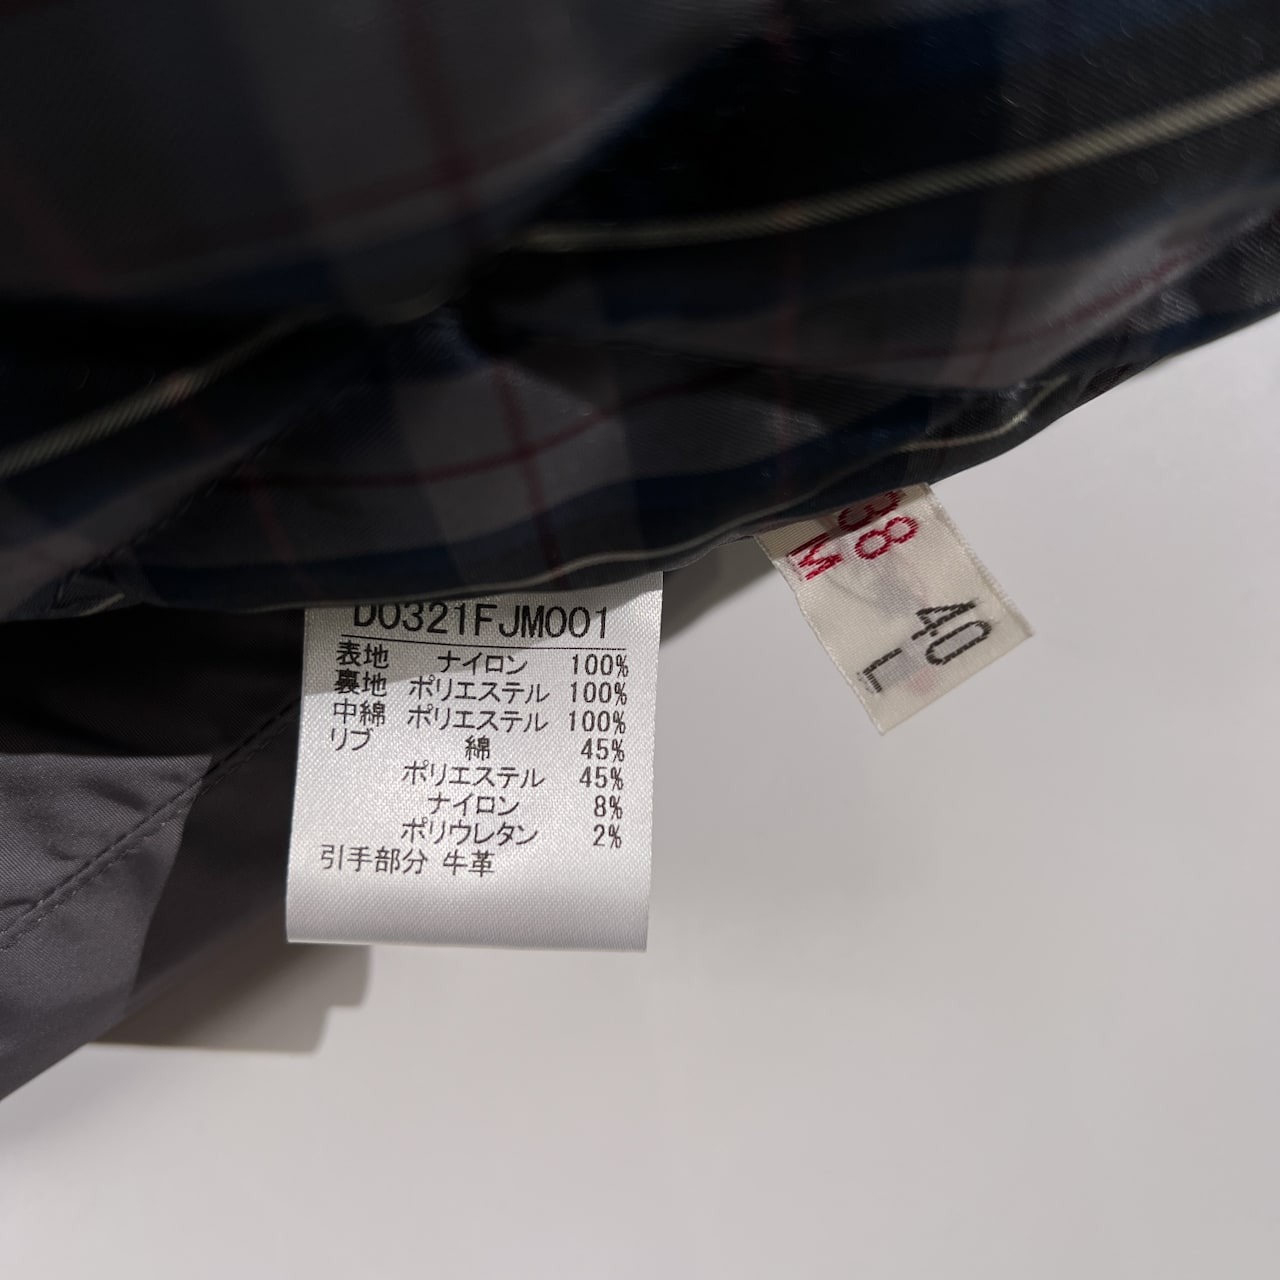 D0321FJM001
表地 ナイロン 100%
裏地 ポリエステル 100%
中綿 ポリエステル 100%
リブ 綿 45%
ポリエステル 45%
ナイロン 8%
ポリウレタン 2%
引手部分 牛革
38
M
40
L